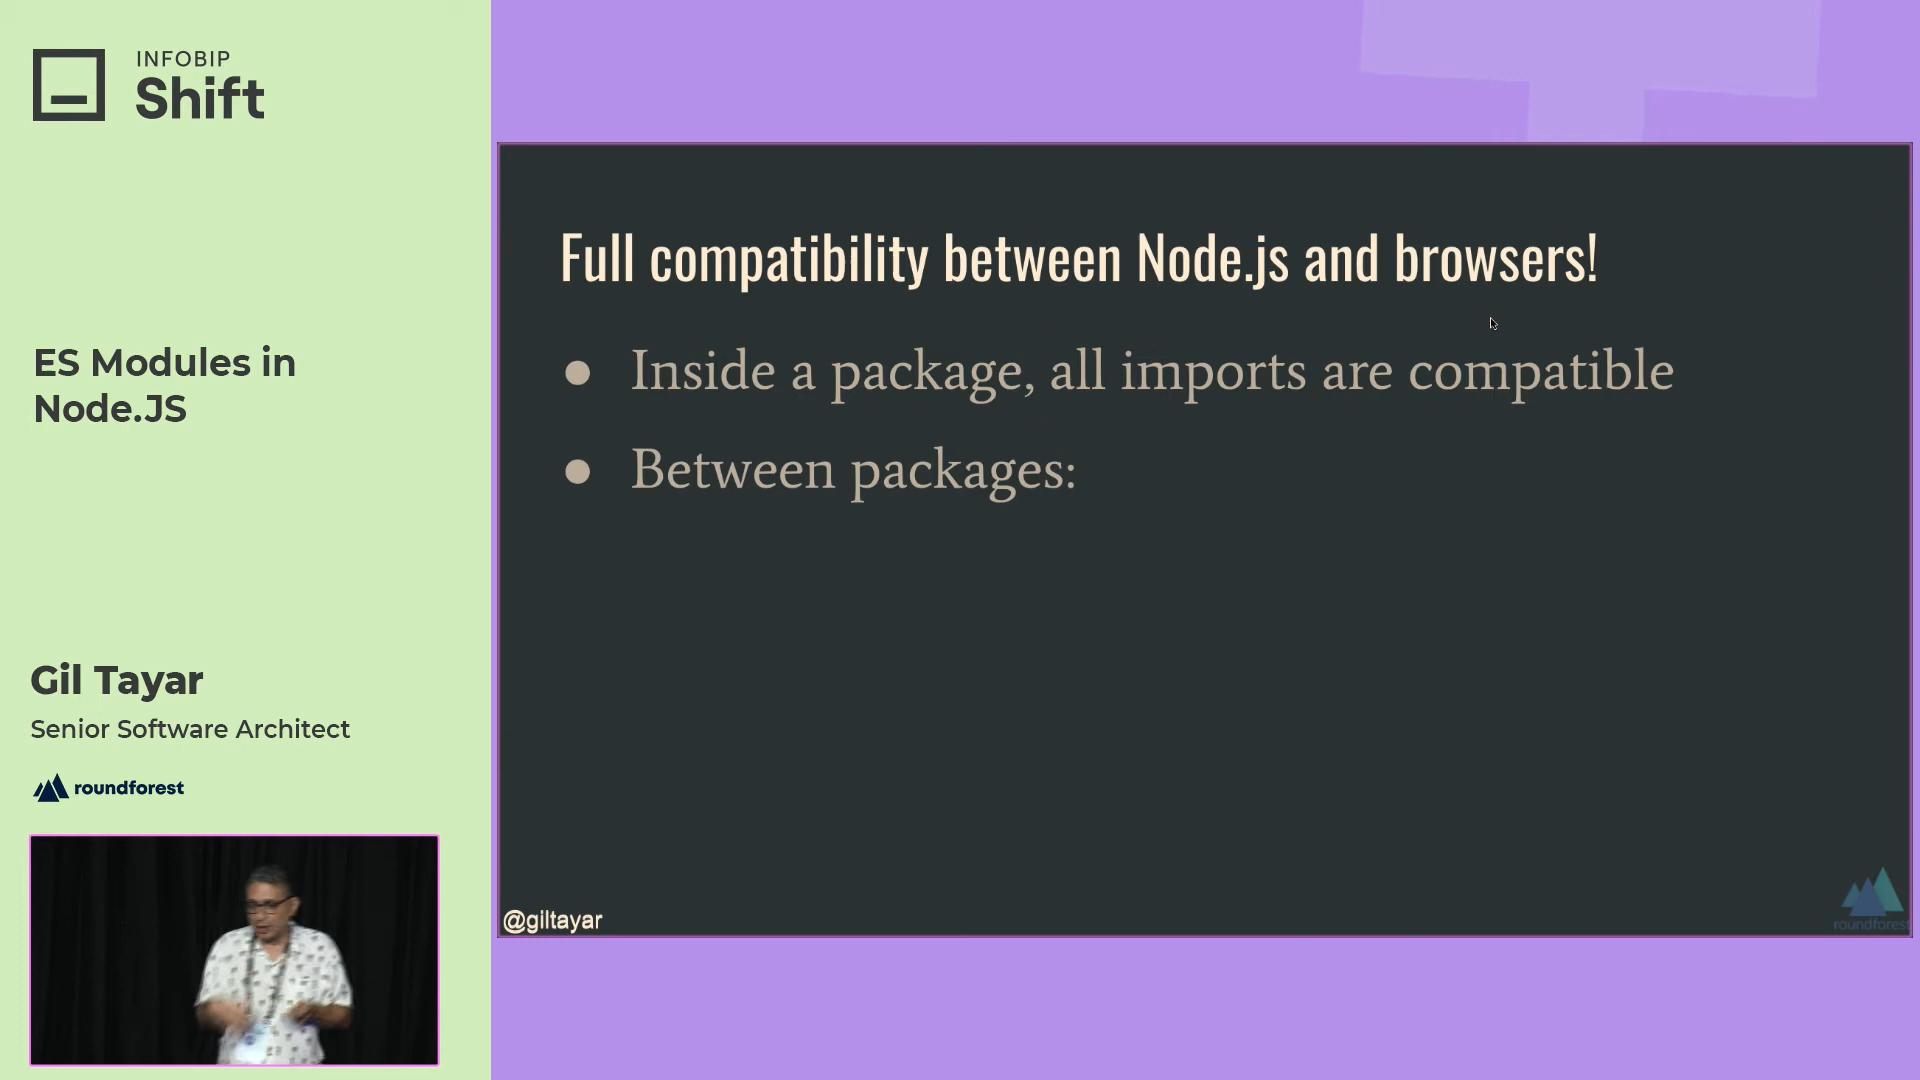 INFOBIP
Shift
ES Modules in
Node.JS
Gil Tayar
Senior Software Architect
roundforest
Full compatibility between Node.js and browsers!
● Inside a package, all imports are compatible
● Between packages:
@giltayar
roundforest